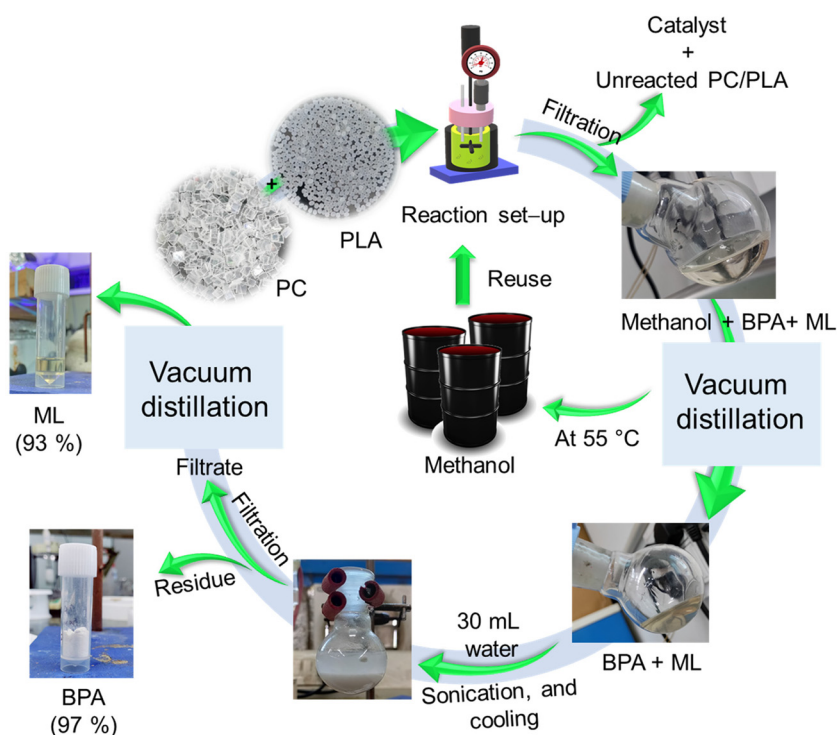 Catalyst
+
Unreacted PC/PLA
Filtration
+
PLA
PC
Reaction set–up
Reuse
Methanol + BPA+ ML
Vacuum
distillation
At 55 °C
Methanol
BPA + ML
30 mL
water
Sonication, and
cooling
Filtration
Residue
BPA
(97 %)
Filtrate
Vacuum
distillation
ML
(93 %)